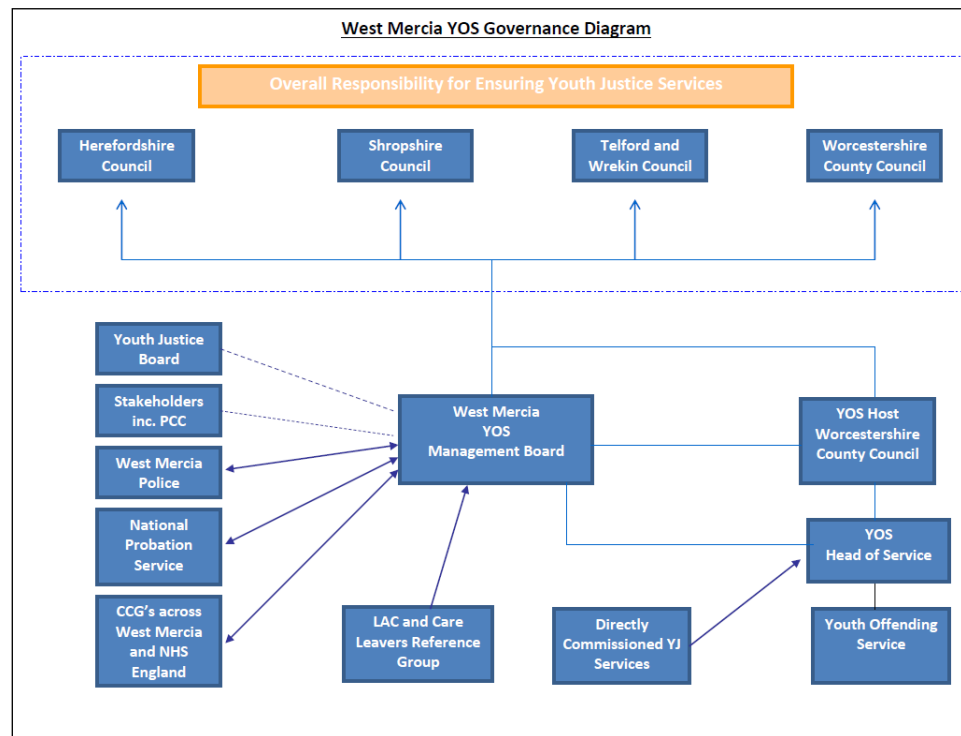 West Mercia YOS Governance Diagram
Overall Responsibility for Ensuring Youth Justice Services
Herefordshire
Council
Shropshire
Council
Telford and
Wrekin Council
Worcestershire
County Council
Youth Justice
Board
Stakeholders
inc. PCC
West Mercia
Police
National
Probation
Service
CCG's across
West Mercia
and NHS
England
West Mercia
YOS
Management Board
YOS Host
Worcestershire
County Council
YOS
Head of Service
LAC and Care
Leavers Reference
Group
Directly
Commissioned YJ
Services
Youth Offending
Service